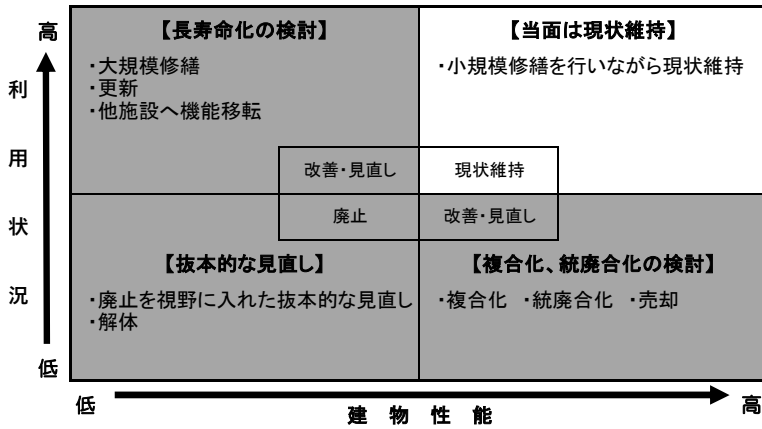 高
利用状況
低
【長寿命化の検討】
・大規模修繕
・更新
・他施設へ機能移転
【当面は現状維持】
・小規模修繕を行いながら現状維持
改善・見直し
現状維持
廃止
改善・見直し
【抜本的な見直し】
・廃止を視野に入れた抜本的な見直し
・解体
【複合化、統廃合化の検討】
・複合化 ・統廃合化 ・売却
低
建物性能
高